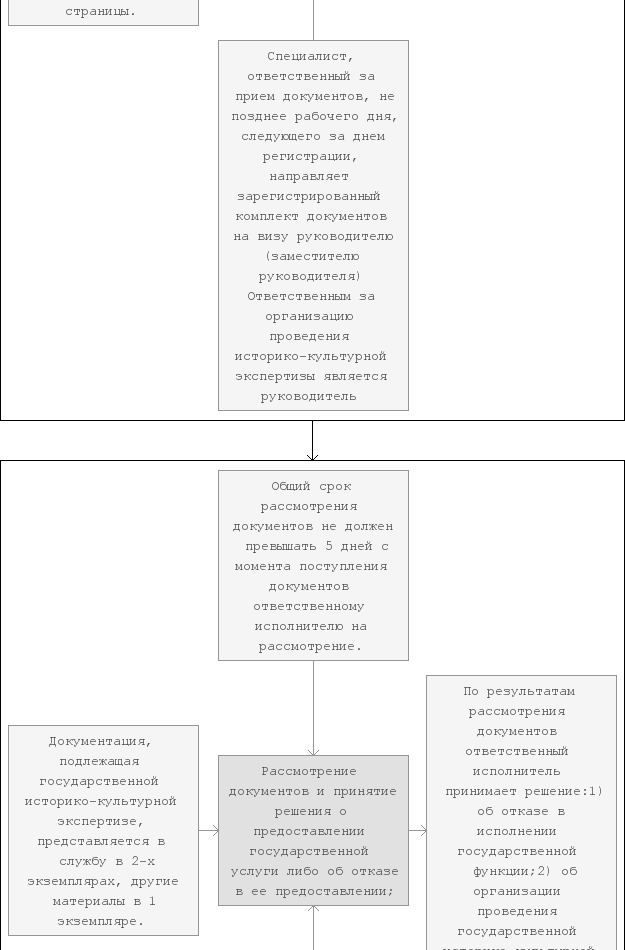 страницы.
Специалист,
ответственный за
прием документов, не
позднее рабочего дня,
следующего за днем
регистрации,
направляет
зарегистрированный
комплект документов
на визу руководителю
(заместителю
руководителя)
Ответственным за
организацию
проведения
историко-культурной
экспертизы является
руководитель
Общий срок
рассмотрения
документов не должен
превышать 5 дней с
момента поступления
документов
ответственному
исполнителю на
рассмотрение.
Документация,
подлежащая
государственной
историко-культурной
экспертизе,
представляется в
службу в 2-х
экземплярах, другие
материалы в 1
экземпляре.
Рассмотрение
документов и принятие
решения о
предоставлении
государственной
услуги либо об отказе
в ее предоставлении;
По результатам
рассмотрения
документов
ответственный
исполнитель
принимает решение:1)
об отказе в
исполнении
государственной
функции;2) об
организации
проведения
государственной
историко-культурной